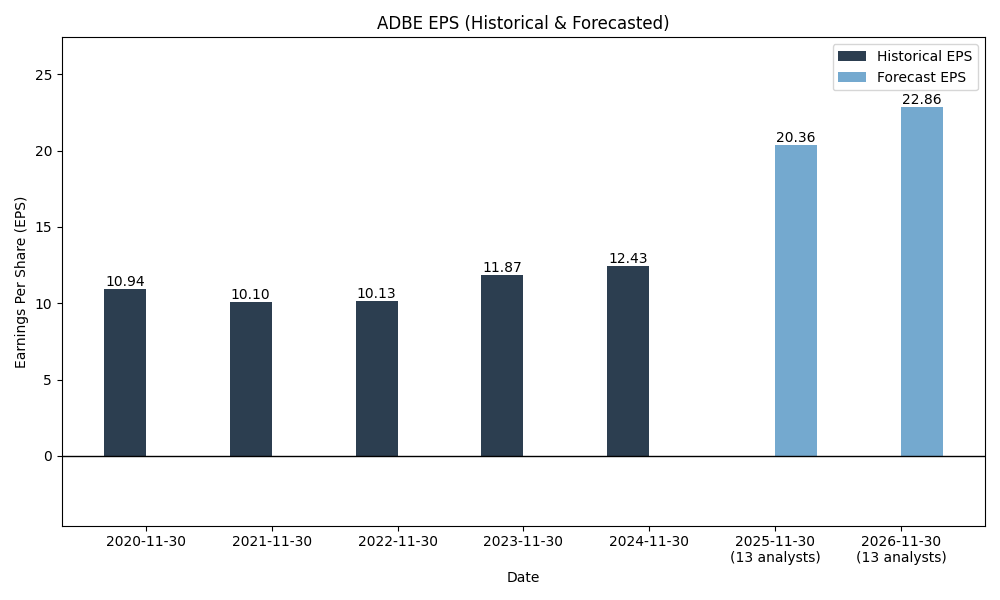 ADBE EPS (Historical & Forecasted)
Historical EPS
Forecast EPS
Earnings Per Share (EPS)
25
20
15
10
5
0
10.94
10.10
10.13
11.87
12.43
20.36
22.86
2020-11-30
2021-11-30
2022-11-30
2023-11-30
2024-11-30
2025-11-30
(13 analysts)
2026-11-30
(13 analysts)
Date